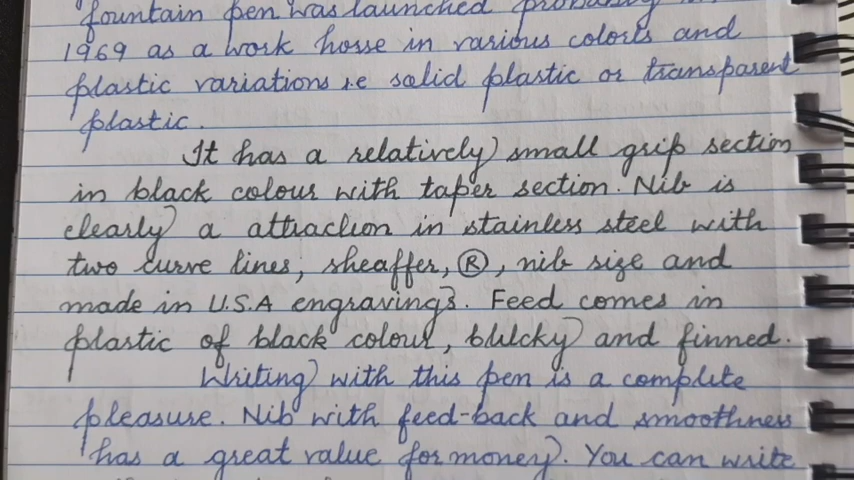 fountain pen was launched probably in
1969 as a work horse in various colors and
plastic variations i.e solid plastic or transparent
plastic.
It has a relatively small grip section
in black colour with taper section. Nib is
clearly a attraction in stainless steel with
two curve lines, sheaffer, ®, nib size and
made in U.S.A engravings. Feed comes in
plastic of black colour, bulcky and finned.
Writing with this pen is a complete
pleasure. Nib with feed-back and smoothness
has a great value for money. You can write